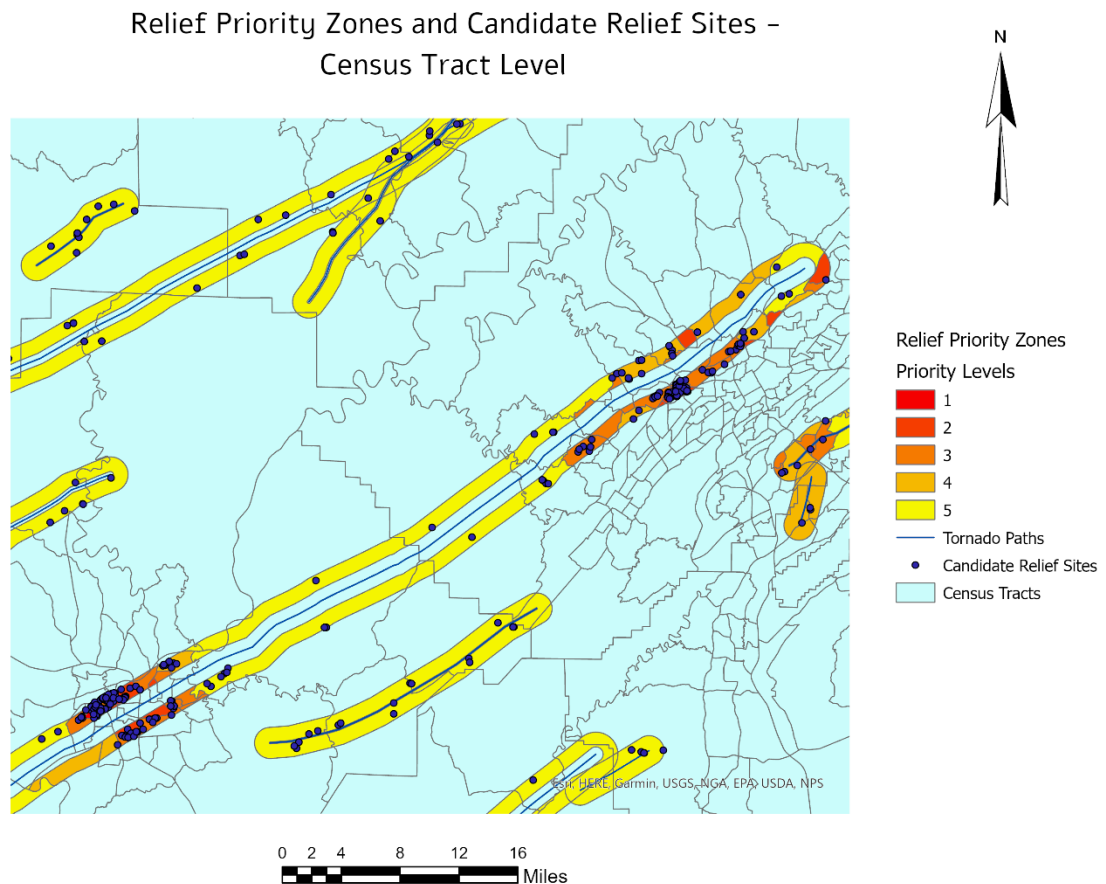 Relief Priority Zones and Candidate Relief Sites –
Census Tract Level
N
Relief Priority Zones
Priority Levels
1
2
3
4
5
Tornado Paths
Candidate Relief Sites
Census Tracts
Esri, HERE, Garmin, USGS, NGA, EPA, USDA, NPS
0 2 4 8 12 16
Miles